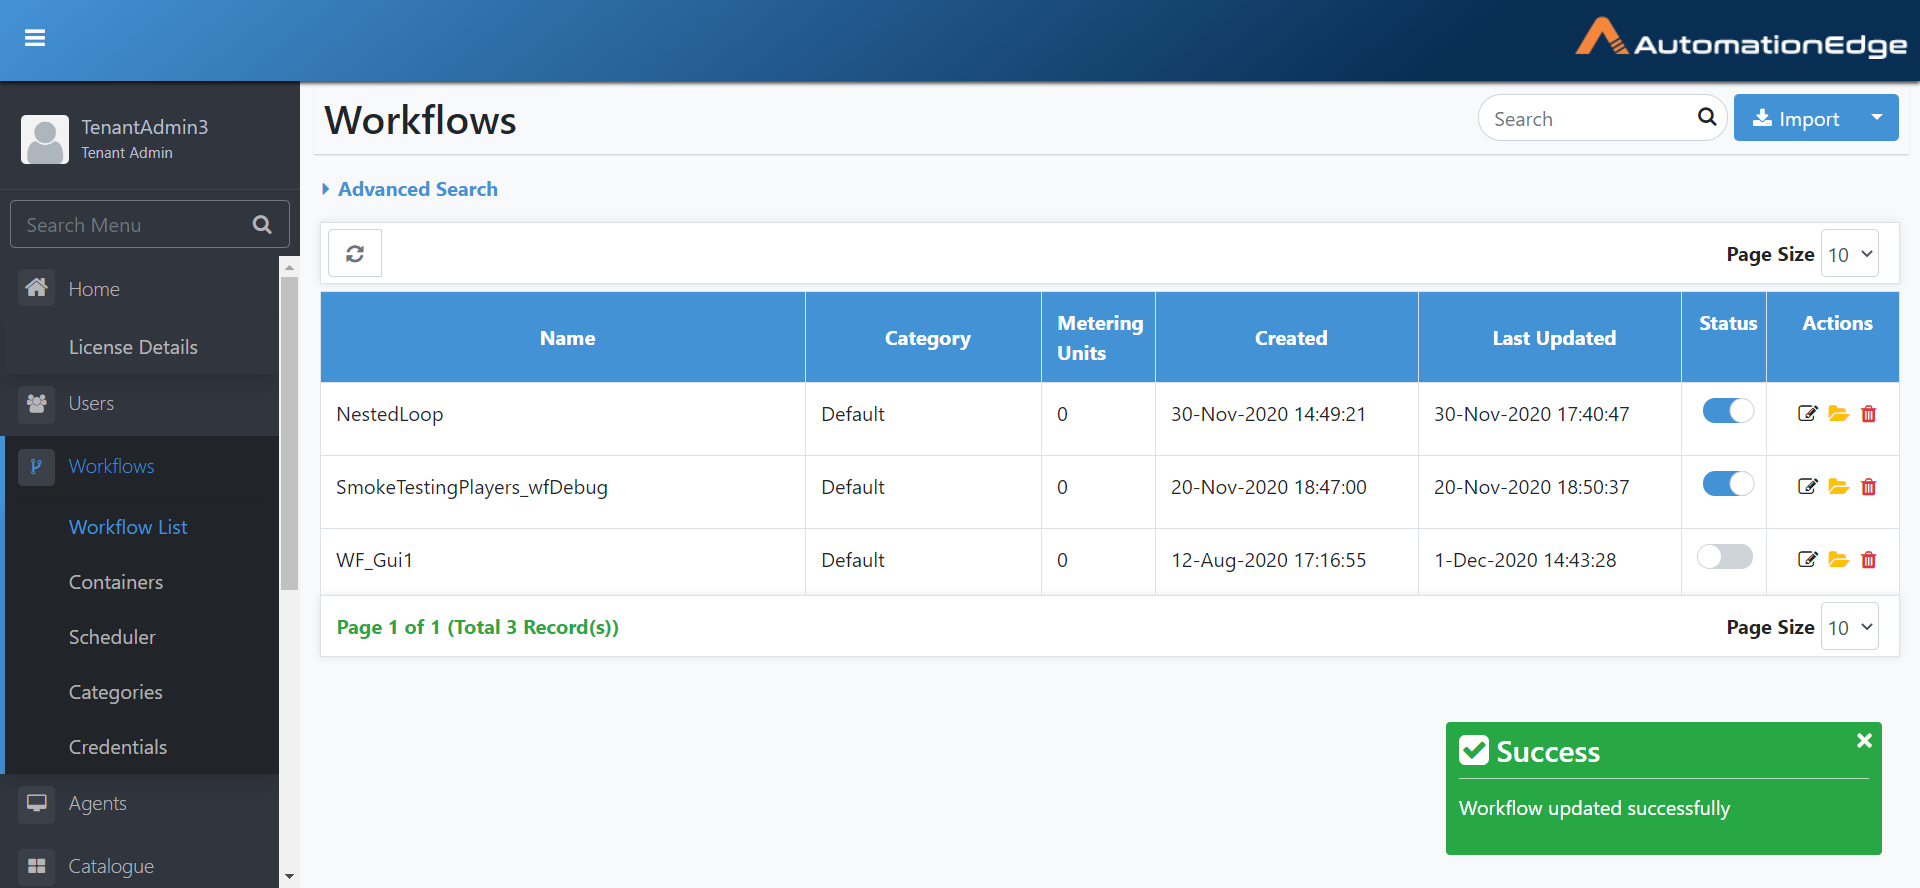 AutomationEdge
TenantAdmin3
Tenant Admin
Search Menu
Home
License Details
Users
Workflows
Workflow List
Containers
Scheduler
Categories
Credentials
Agents
Catalogue
Workflows
Search
Import
Advanced Search
Page Size 10
Name Category Metering Units Created Last Updated Status Actions
NestedLoop Default 0 30-Nov-2020 14:49:21 30-Nov-2020 17:40:47
SmokeTestingPlayers_wfDebug Default 0 20-Nov-2020 18:47:00 20-Nov-2020 18:50:37
WF_Gui1 Default 0 12-Aug-2020 17:16:55 1-Dec-2020 14:43:28
Page 1 of 1 (Total 3 Record(s)) Page Size 10
Success
Workflow updated successfully